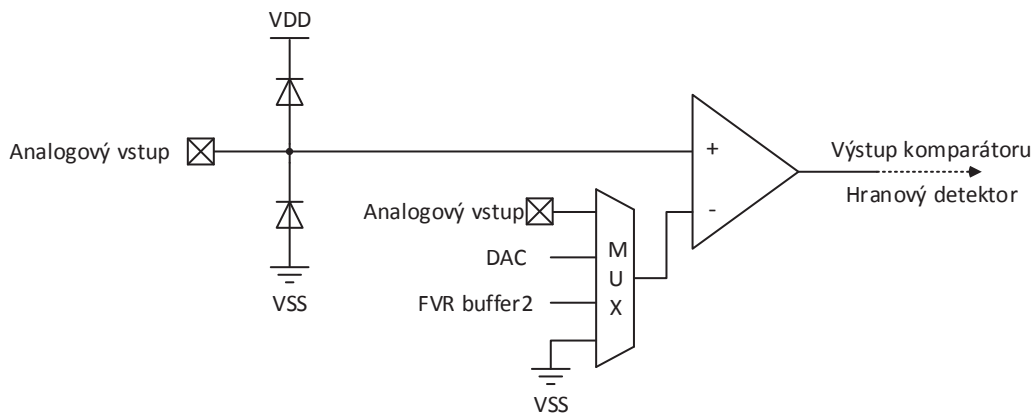 VDD
Analogový vstup
+
Výstup komparátoru
Hranový detektor
-
Analogový vstup
DAC
FVR buffer2
M
U
X
VSS
VSS